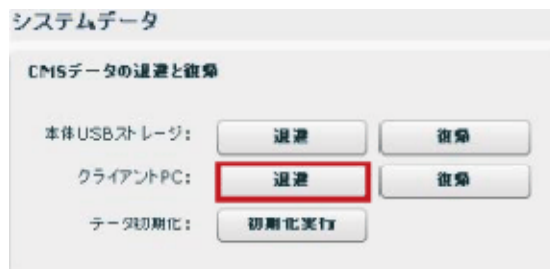 システムデータ
CMSデータの退避と復帰
本体USBストレージ： 退避 復帰
クライアントPC： 退避 復帰
データ初期化： 初期化実行